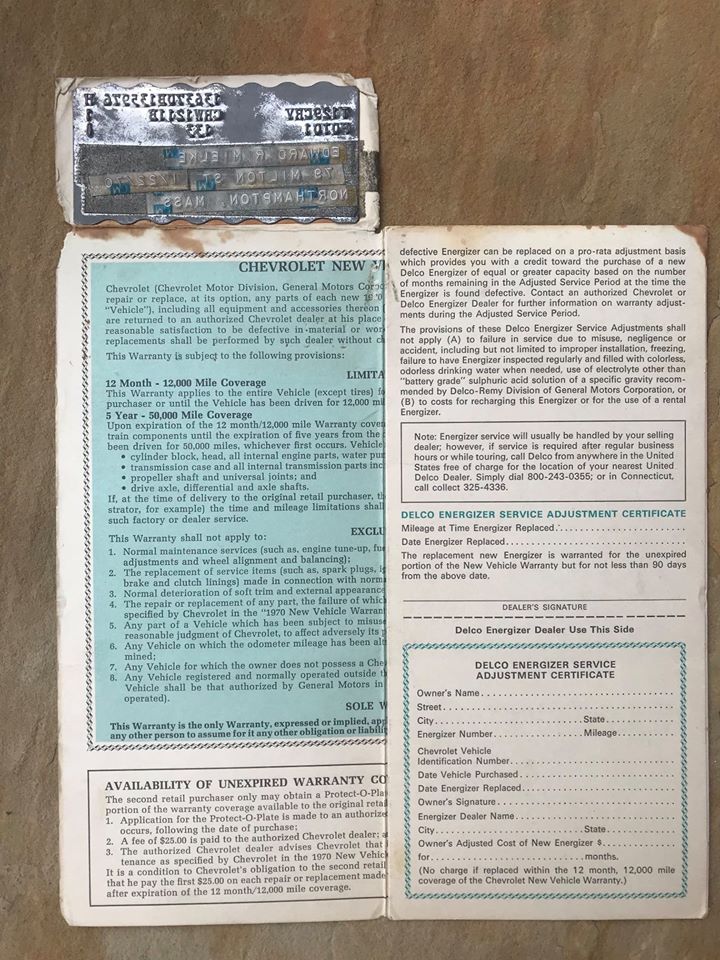 136370B135976 H
EDWARD R MIELKE
79 MILTON ST 1/22/70
NORTHAMPTON, MASS
CHEVROLET NEW
Chevrolet (Chevrolet Motor Division, General Motors
repair or replace, at its option, any parts of each new
"Vehicle"), including all equipment and accessories thereon
are returned to an authorized Chevrolet dealer at his place
reasonable satisfaction to be defective in material or
replacements shall be performed by such dealer without
This Warranty is subject to the following provisions:
12 Month - 12,000 Mile Coverage
This Warranty applies to the entire Vehicle (except tires)
purchaser or until the Vehicle has been driven for 12,000
5 Year - 50,000 Mile Coverage
Upon expiration of the 12 month/12,000 mile Warranty
train components until the expiration of five years from the
been driven for 50,000 miles, whichever first occurs.
• cylinder block, head, all internal engine parts, water
• transmission case and all internal transmission parts
• propeller shaft and universal joints; and
• drive axle, differential and axle shafts.
If, at the time of delivery to the original retail purchaser,
strator, for example) the time and mileage limitations shall
such factory or dealer service.
This Warranty shall not apply to:
1. Normal maintenance services (such as, engine tune-up,
adjustments and wheel alignment and balancing);
2. The replacement of service items (such as, spark plugs,
brake and clutch linings) made in connection with
3. Normal deterioration of soft trim and external appearance
4. The repair or replacement of any part, the failure of
specified by Chevrolet in the "1970 New Vehicle
5. Any part of a Vehicle which has been subject to
reasonable judgment of Chevrolet, to affect adversely its
6. Any Vehicle on which the odometer mileage has been
mined;
7. Any Vehicle for which the owner does not possess a
8. Any Vehicle registered and normally operated outside
Vehicle shall be that authorized by General Motors in
operated).
SOLE
This Warranty is the only Warranty, expressed or implied,
any other person to assume for it any other obligation or
AVAILABILITY OF UNEXPIRED WARRANTY
The second retail purchaser only may obtain a
portion of the warranty coverage available to the original
1. Application for the Protect-O-Plate is made to an
occurs, following the date of purchase;
2. A fee of $25.00 is paid to the authorized Chevrolet dealer;
3. The authorized Chevrolet dealer advises Chevrolet that
tenance as specified by Chevrolet in the 1970 New
It is a condition to Chevrolet's obligation to the second retail
that he pay the first $25.00 on each repair or replacement made
after expiration of the 12 month/12,000 mile coverage.
defective Energizer can be replaced on a pro-rata adjustment basis
which provides you with a credit toward the purchase of a new
Delco Energizer of equal or greater capacity based on the number
of months remaining in the Adjusted Service Period at the time the
Energizer is found defective. Contact an authorized Chevrolet or
Delco Energizer Dealer for further information on warranty adjust-
ments during the Adjusted Service Period.
The provisions of these Delco Energizer Service Adjustments shall
not apply (A) to failure in service due to misuse, negligence or
accident, including but not limited to improper installation, freezing,
failure to have Energizer inspected regularly and filled with colorless,
odorless drinking water when needed, use of electrolyte other than
"battery grade" sulphuric acid solution of a specific gravity recom-
mended by Delco-Remy Division of General Motors Corporation, or
(B) to costs for recharging this Energizer or for the use of a rental
Energizer.
Note: Energizer service will usually be handled by your selling
dealer; however, if service is required after regular business
hours or while touring, call Delco from anywhere in the United
States free of charge for the location of your nearest United
Delco Dealer. Simply dial 800-243-0355; or in Connecticut,
call collect 325-4336.
DELCO ENERGIZER SERVICE ADJUSTMENT CERTIFICATE
Mileage at Time Energizer Replaced
Date Energizer Replaced
The replacement new Energizer is warranted for the unexpired
portion of the New Vehicle Warranty but for not less than 90 days
from the above date.
DEALER'S SIGNATURE
Delco Energizer Dealer Use This Side
DELCO ENERGIZER SERVICE
ADJUSTMENT CERTIFICATE
Owner's Name
Street
City State
Energizer Number Mileage
Chevrolet Vehicle
Identification Number
Date Vehicle Purchased
Date Energizer Replaced
Owner's Signature
Energizer Dealer Name
City State
Owner's Adjusted Cost of New Energizer $
for months.
(No charge if replaced within the 12 month, 12,000 mile
coverage of the Chevrolet New Vehicle Warranty.)